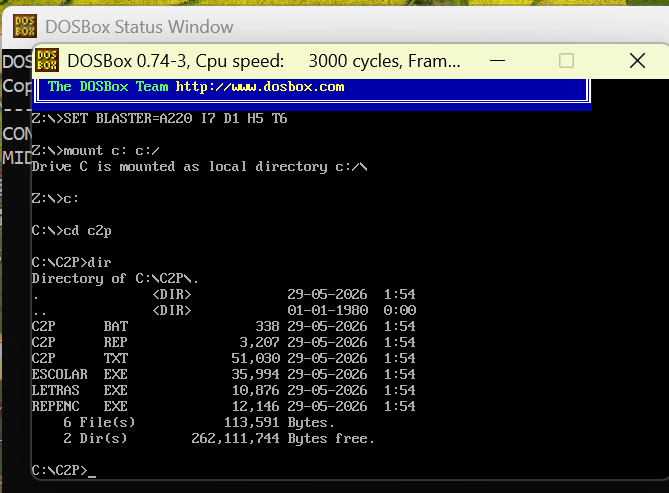 DOSBox Status Window
DOSBox 0.74-3, Cpu speed:     3000 cycles, Fram...
DOS
Cop
---
CON
MID
The DOSBox Team http://www.dosbox.com
Z:\>SET BLASTER=A220 I7 D1 H5 T6
Z:\>mount c: c:/
Drive C is mounted as local directory c:/\
Z:\>c:
C:\>cd c2p
C:\C2P>dir
Directory of C:\C2P\.
.              <DIR>            29-05-2026  1:54
..             <DIR>            01-01-1980  0:00
C2P      BAT                338 29-05-2026  1:54
C2P      REP              3,207 29-05-2026  1:54
C2P      TXT             51,030 29-05-2026  1:54
ESCOLAR  EXE             35,994 29-05-2026  1:54
LETRAS   EXE             10,876 29-05-2026  1:54
REPENC   EXE             12,146 29-05-2026  1:54
    6 File(s)           113,591 Bytes.
    2 Dir(s)        262,111,744 Bytes free.
C:\C2P>_